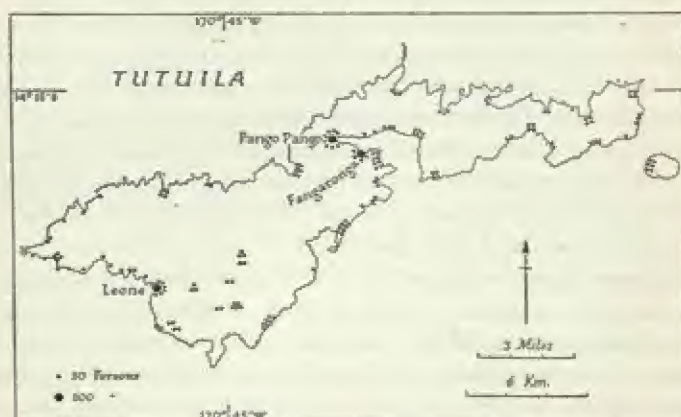 170°45'W
TUTUILA
14°18'S
Pango Pango
Fangatonga
Leone
3 Miles
• 50 Persons
6 Km.
• 500 "
170°45'W